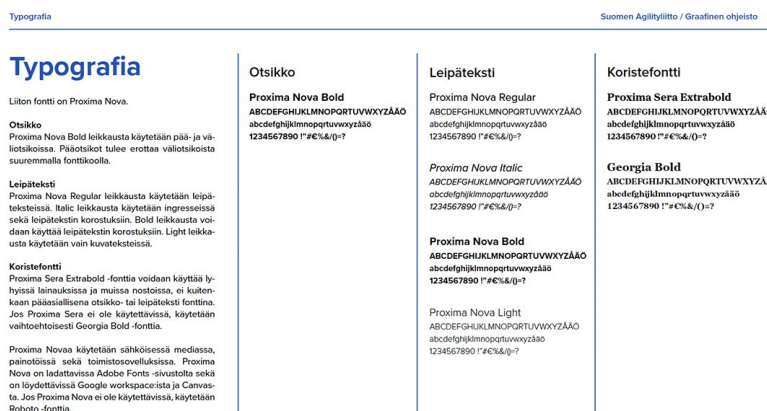 Typografia
Suomen Agilityliitto / Graafinen ohjeisto
Typografia
Liiton fontti on Proxima Nova.
Otsikko
Proxima Nova Bold leikkausta käytetään pää- ja vä-
liotsikoissa. Pääotsikot tulee erottaa väliotsikoista
suuremmalla fonttikoolla.
Leipäteksti
Proxima Nova Regular leikkausta käytetään leipä-
teksteissä. Italic leikkausta käytetään ingresseissä
sekä leipätekstin korostuksiin. Bold leikkausta voi-
daan käyttää leipätekstin korostuksiin. Light leikka-
usta käytetään vain kuvateksteissä.
Koristefontti
Proxima Sera Extrabold -fonttia voidaan käyttää ly-
hyissä lainauksissa ja muissa nostoissa, ei kuiten-
kaan pääasiallisena otsikko- tai leipäteksti fonttina.
Jos Proxima Sera ei ole käytettävissä, käytetään
vaihtoehtoisesti Georgia Bold -fonttia.
Proxima Novaa käytetään sähköisessä mediassa,
painotöissä sekä toimistosovelluksissa. Proxima
Nova on ladattavissa Adobe Fonts -sivustolta sekä
on löydettävissä Google workspace:ista ja Canvas-
ta. Jos Proxima Nova ei ole käytettävissä, käytetään
Roboto -fonttia.
Otsikko
Proxima Nova Bold
ABCDEFGHIJKLMNOPQRTUVWXYZÅÄÖ
abcdefghijklmnopqrtuvwxyzåäö
1234567890 !"#€%&/()=?
Leipäteksti
Proxima Nova Regular
ABCDEFGHIJKLMNOPQRTUVWXYZÅÄÖ
abcdefghijklmnopqrtuvwxyzåäö
1234567890 !"#€%&/()=?
Proxima Nova Italic
ABCDEFGHIJKLMNOPQRTUVWXYZÅÄÖ
abcdefghijklmnopqrtuvwxyzåäö
1234567890 !"#€%&/()=?
Proxima Nova Bold
ABCDEFGHIJKLMNOPQRTUVWXYZÅÄÖ
abcdefghijklmnopqrtuvwxyzåäö
1234567890 !"#€%&/()=?
Proxima Nova Light
ABCDEFGHIJKLMNOPQRTUVWXYZÅÄÖ
abcdefghijklmnopqrtuvwxyzåäö
1234567890 !"#€%&/()=?
Koristefontti
Proxima Sera Extrabold
ABCDEFGHIJKLMNOPQRTUVWXYZÅÄ
abcdefghijklmnopqrtuvwxyzåäö
1234567890 !"#€%&/()=?
Georgia Bold
ABCDEFGHIJKLMNOPQRTUVWXYZÅ
abcdefghijklmnopqrtuvwxyzåäö
1234567890 !"#€%&/()=?